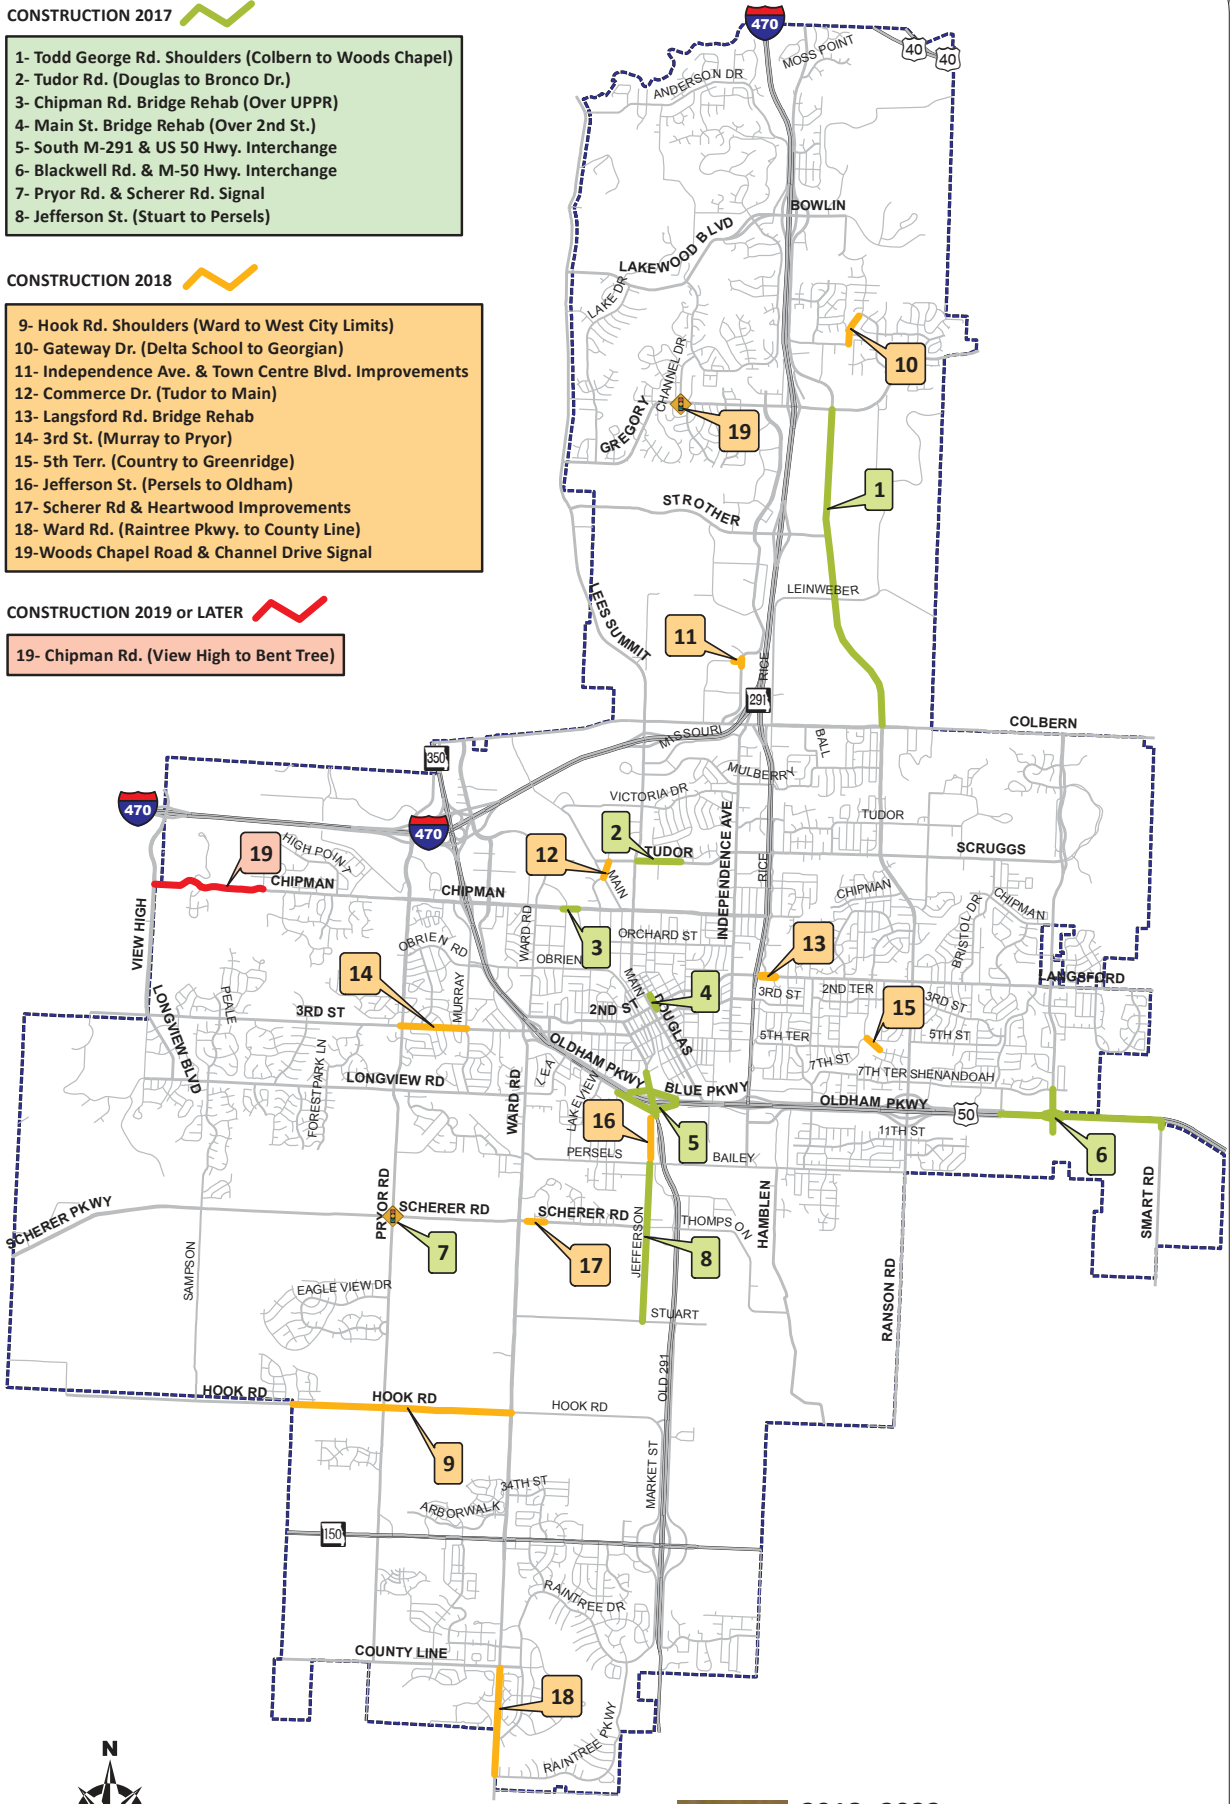 CONSTRUCTION 2017
1- Todd George Rd. Shoulders (Colbern to Woods Chapel)
2- Tudor Rd. (Douglas to Bronco Dr.)
3- Chipman Rd. Bridge Rehab (Over UPPR)
4- Main St. Bridge Rehab (Over 2nd St.)
5- South M-291 & US 50 Hwy. Interchange
6- Blackwell Rd. & M-50 Hwy. Interchange
7- Pryor Rd. & Scherer Rd. Signal
8- Jefferson St. (Stuart to Persels)
CONSTRUCTION 2018
9- Hook Rd. Shoulders (Ward to West City Limits)
10- Gateway Dr. (Delta School to Georgian)
11- Independence Ave. & Town Centre Blvd. Improvements
12- Commerce Dr. (Tudor to Main)
13- Langsford Rd. Bridge Rehab
14- 3rd St. (Murray to Pryor)
15- 5th Terr. (Country to Greenridge)
16- Jefferson St. (Persels to Oldham)
17- Scherer Rd & Heartwood Improvements
18- Ward Rd. (Raintree Pkwy. to County Line)
19-Woods Chapel Road & Channel Drive Signal
CONSTRUCTION 2019 or LATER
19- Chipman Rd. (View High to Bent Tree)
470
40
40
MOSS POINT
ANDERSON DR
BOWLIN
LAKEWOOD BLVD
LAKE DR
CHANNEL DR
10
GREGORY
19
1
STROTHER
LEINWEBER
LEES SUMMIT
11
RICE
291
COLBERN
MISSOURI
BALL
350
MULBERRY
470
VICTORIA DR
470
INDEPENDENCE AVE
TUDOR
2
HIGH POINT
19
12
TUDOR
SCRUGGS
RICE
MAIN
CHIPMAN
CHIPMAN
CHIPMAN
CHIPMAN
VIEW HIGH
WARD RD
ORCHARD ST
BRISTOL DR
OBRIEN RD
OBRIEN
3
13
14
MURRAY
MAIN
4
LANGSFORD
LONGVIEW BLVD
PEALE
3RD ST
2ND ST
DOUGLAS
3RD ST
2ND TER
15
3RD ST
5TH TER
5TH ST
FORESTPARK LN
LONGVIEW RD
WARD RD
LEA
OLDHAM PKWY
LAKEVIEW
BLUE PKWY
7TH ST
7TH TER
SHENANDOAH
OLDHAM PKWY
50
16
5
11TH ST
6
PERSELS
BAILEY
SCHERER PKWY
SAMPSON
PRYOR RD
SCHERER RD
SCHERER RD
7
17
JEFFERSON
8
THOMPSON
HAMBLEN
RANSON RD
SMART RD
EAGLE VIEW DR
STUART
OLD 291
HOOK RD
HOOK RD
HOOK RD
9
MARKET ST
34TH ST
ARBORWALK
150
RAINTREE DR
COUNTY LINE
18
RAINTREE PKWY
N